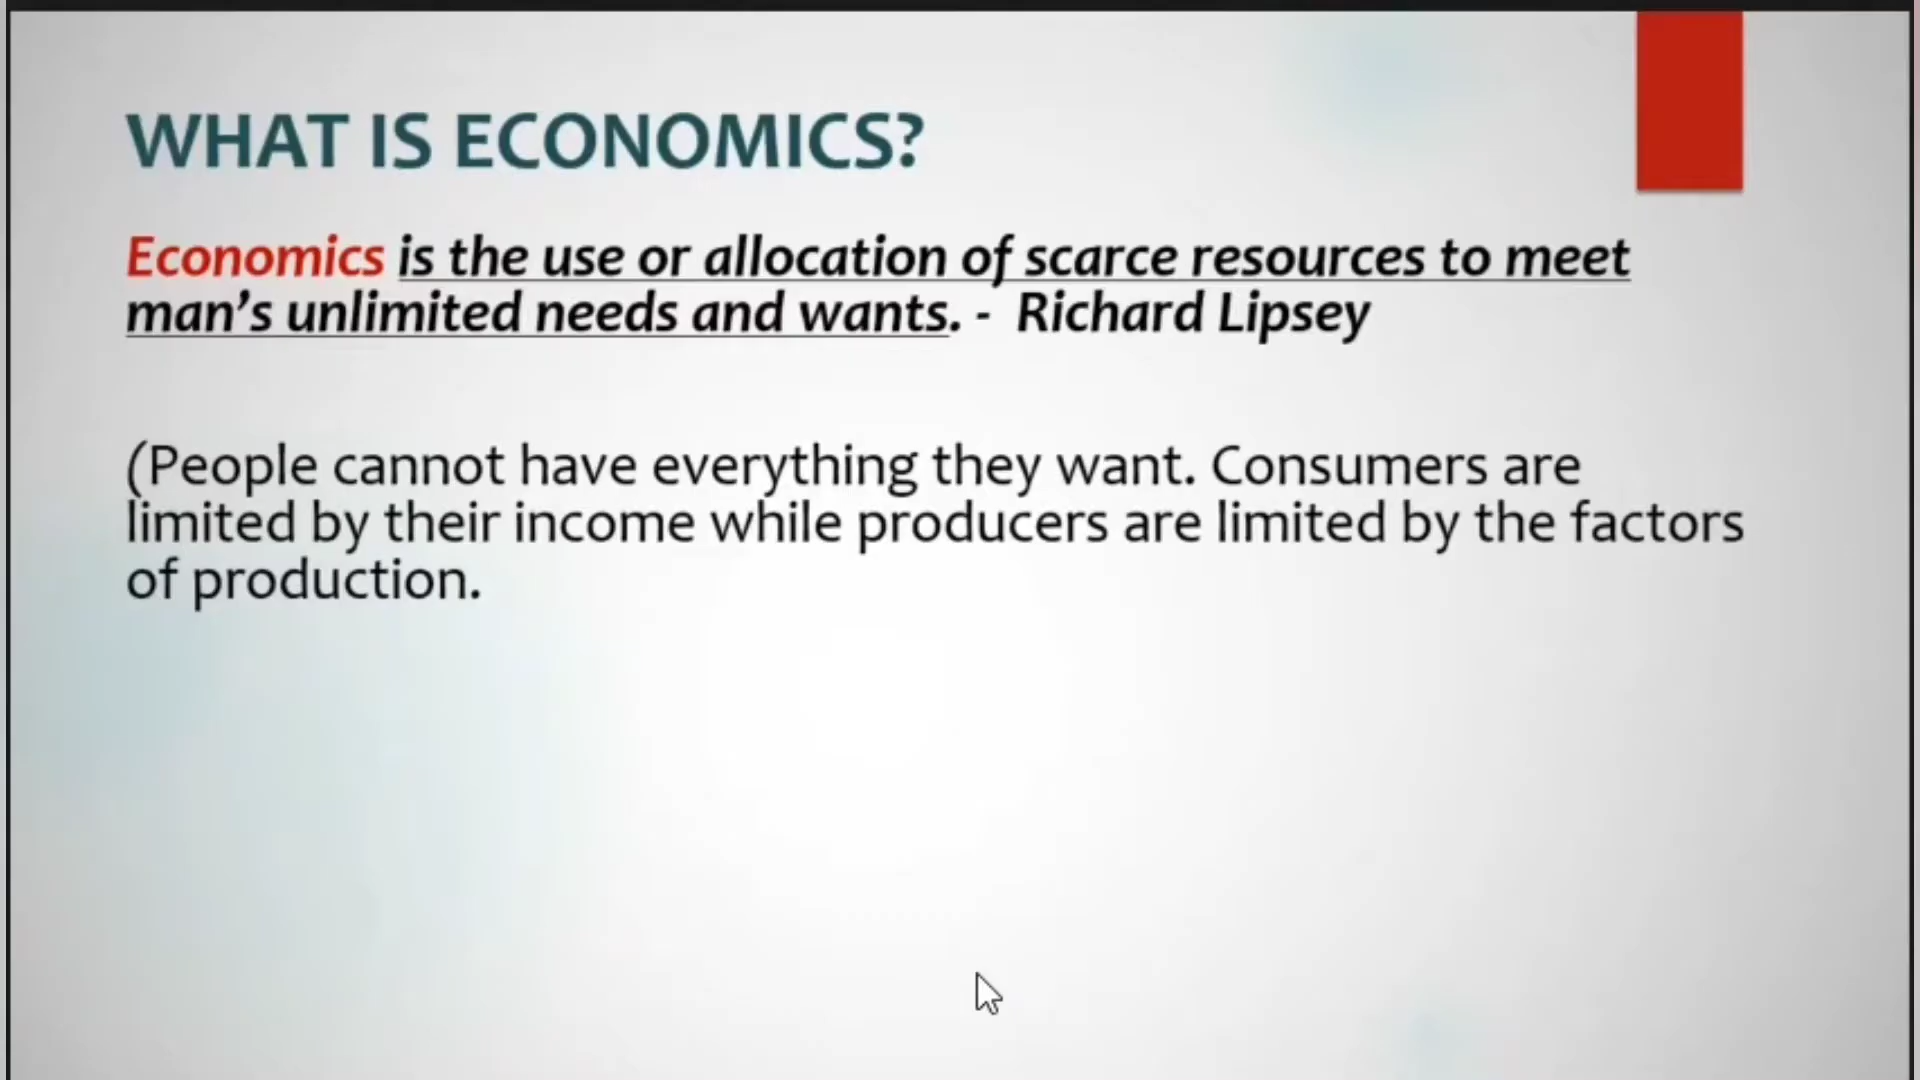 WHAT IS ECONOMICS?
Economics is the use or allocation of scarce resources to meet
man’s unlimited needs and wants. - Richard Lipsey
(People cannot have everything they want. Consumers are
limited by their income while producers are limited by the factors
of production.